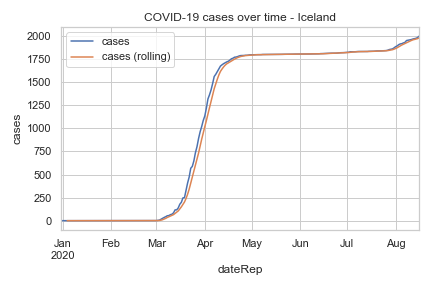 COVID-19 cases over time - Iceland
cases
cases (rolling)
2000
1750
1500
1250
1000
750
500
250
0
cases
Jan Feb Mar Apr May Jun Jul Aug
2020
dateRep